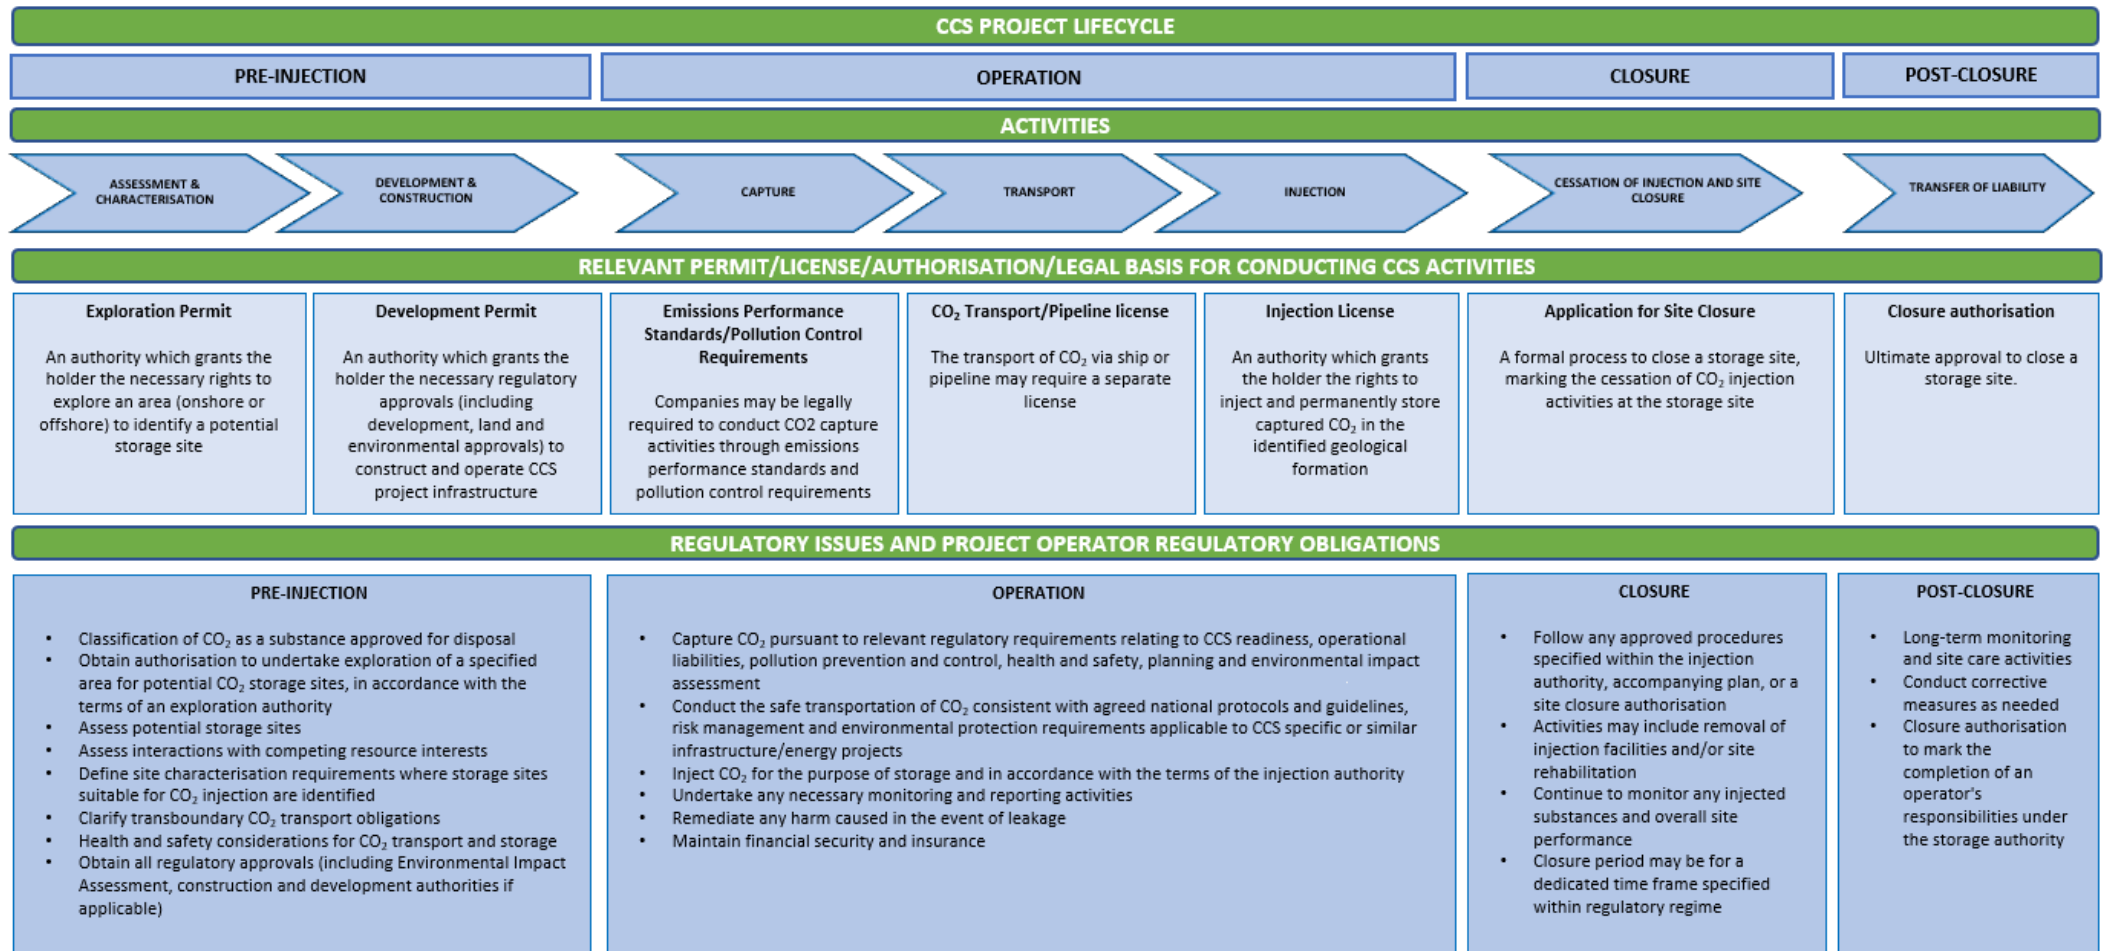 CCS PROJECT LIFECYCLE
PRE-INJECTION
OPERATION
CLOSURE
POST-CLOSURE
ACTIVITIES
ASSESSMENT &
CHARACTERISATION
DEVELOPMENT &
CONSTRUCTION
CAPTURE
TRANSPORT
INJECTION
CESSATION OF INJECTION AND SITE
CLOSURE
TRANSFER OF LIABILITY
RELEVANT PERMIT/LICENSE/AUTHORISATION/LEGAL BASIS FOR CONDUCTING CCS ACTIVITIES
Exploration Permit
An authority which grants the
holder the necessary rights to
explore an area (onshore or
offshore) to identify a potential
storage site
Development Permit
An authority which grants the
holder the necessary regulatory
approvals (including
development, land and
environmental approvals) to
construct and operate CCS
project infrastructure
Emissions Performance
Standards/Pollution Control
Requirements
Companies may be legally
required to conduct CO2 capture
activities through emissions
performance standards and
pollution control requirements
CO₂ Transport/Pipeline license
The transport of CO₂ via ship or
pipeline may require a separate
license
Injection License
An authority which grants
the holder the rights to
inject and permanently store
captured CO₂ in the
identified geological
formation
Application for Site Closure
A formal process to close a storage site,
marking the cessation of CO₂ injection
activities at the storage site
Closure authorisation
Ultimate approval to close a
storage site.
REGULATORY ISSUES AND PROJECT OPERATOR REGULATORY OBLIGATIONS
PRE-INJECTION
• Classification of CO₂ as a substance approved for disposal
• Obtain authorisation to undertake exploration of a specified
area for potential CO₂ storage sites, in accordance with the
terms of an exploration authority
• Assess potential storage sites
• Assess interactions with competing resource interests
• Define site characterisation requirements where storage sites
suitable for CO₂ injection are identified
• Clarify transboundary CO₂ transport obligations
• Health and safety considerations for CO₂ transport and storage
• Obtain all regulatory approvals (including Environmental Impact
Assessment, construction and development authorities if
applicable)
OPERATION
• Capture CO₂ pursuant to relevant regulatory requirements relating to CCS readiness, operational
liabilities, pollution prevention and control, health and safety, planning and environmental impact
assessment
• Conduct the safe transportation of CO₂ consistent with agreed national protocols and guidelines,
risk management and environmental protection requirements applicable to CCS specific or similar
infrastructure/energy projects
• Inject CO₂ for the purpose of storage and in accordance with the terms of the injection authority
• Undertake any necessary monitoring and reporting activities
• Remediate any harm caused in the event of leakage
• Maintain financial security and insurance
CLOSURE
• Follow any approved procedures
specified within the injection
authority, accompanying plan, or a
site closure authorisation
• Activities may include removal of
injection facilities and/or site
rehabilitation
• Continue to monitor any injected
substances and overall site
performance
• Closure period may be for a
dedicated time frame specified
within regulatory regime
POST-CLOSURE
• Long-term monitoring
and site care activities
• Conduct corrective
measures as needed
• Closure authorisation
to mark the
completion of an
operator's
responsibilities under
the storage authority